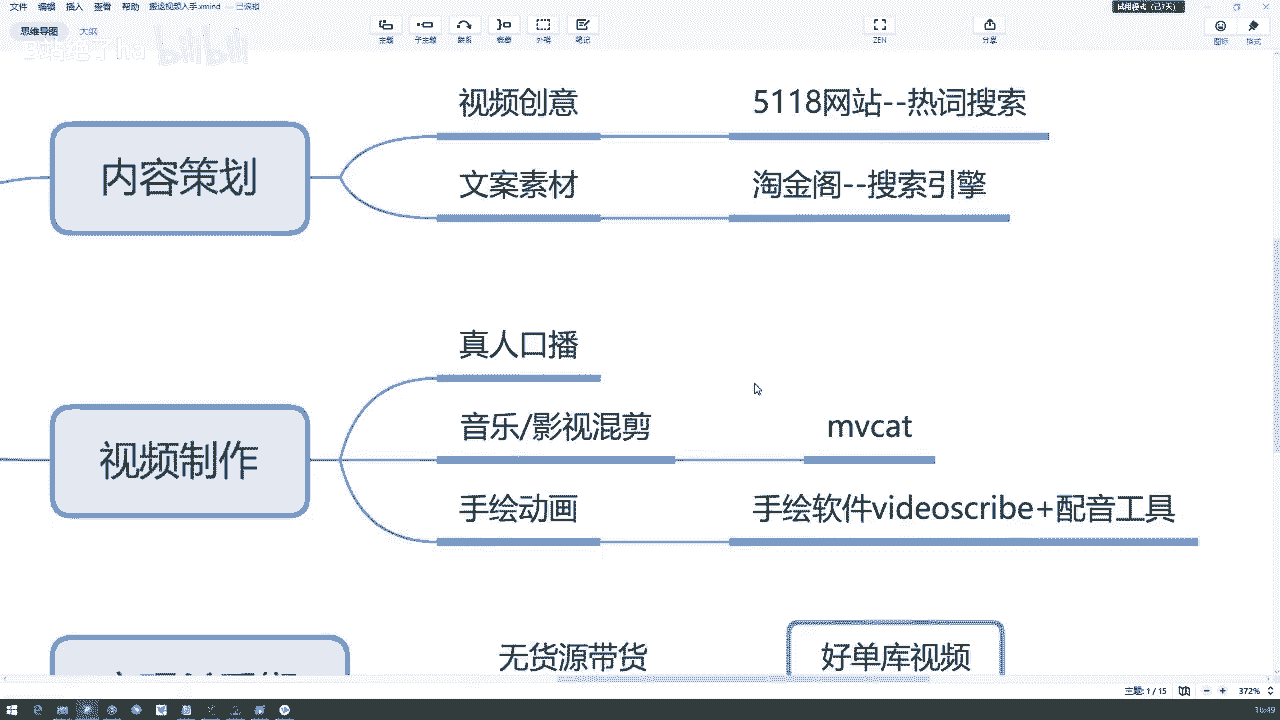 文件 编辑 插入 查看 帮助 搬运视频入手.xmind — 已编辑
试用模式（已7天）
思维导图 大纲
主题 子主题 联系 概要 外框 笔记 ZEN 分享 图标 格式
bilibili
内容策划
视频创意
5118网站--热词搜索
文案素材
淘金阁--搜索引擎
视频制作
真人口播
音乐/影视混剪
mvcat
手绘动画
手绘软件videoscribe+配音工具
无货源带货
好单库视频
主题: 1 / 15
372%
16:49